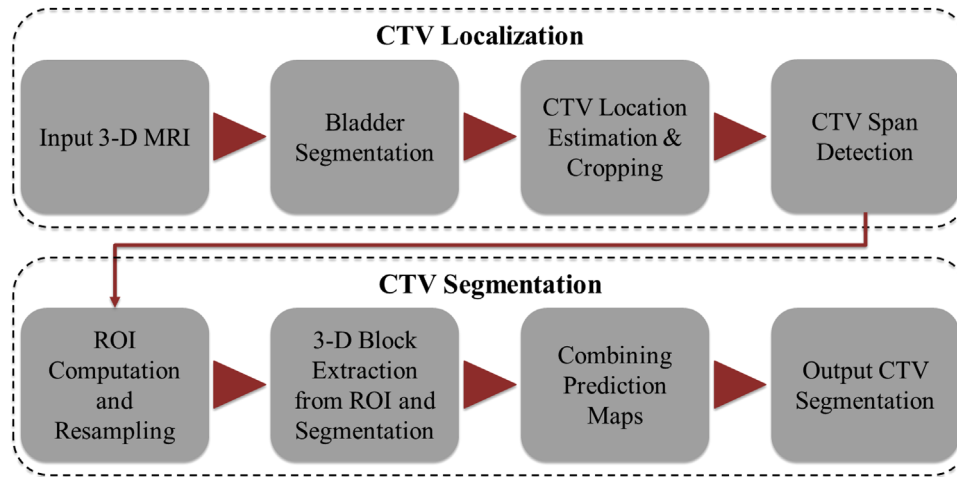 CTV Localization
Input 3-D MRI
Bladder
Segmentation
CTV Location
Estimation &
Cropping
CTV Span
Detection
CTV Segmentation
ROI
Computation
and
Resampling
3-D Block
Extraction
from ROI and
Segmentation
Combining
Prediction
Maps
Output CTV
Segmentation